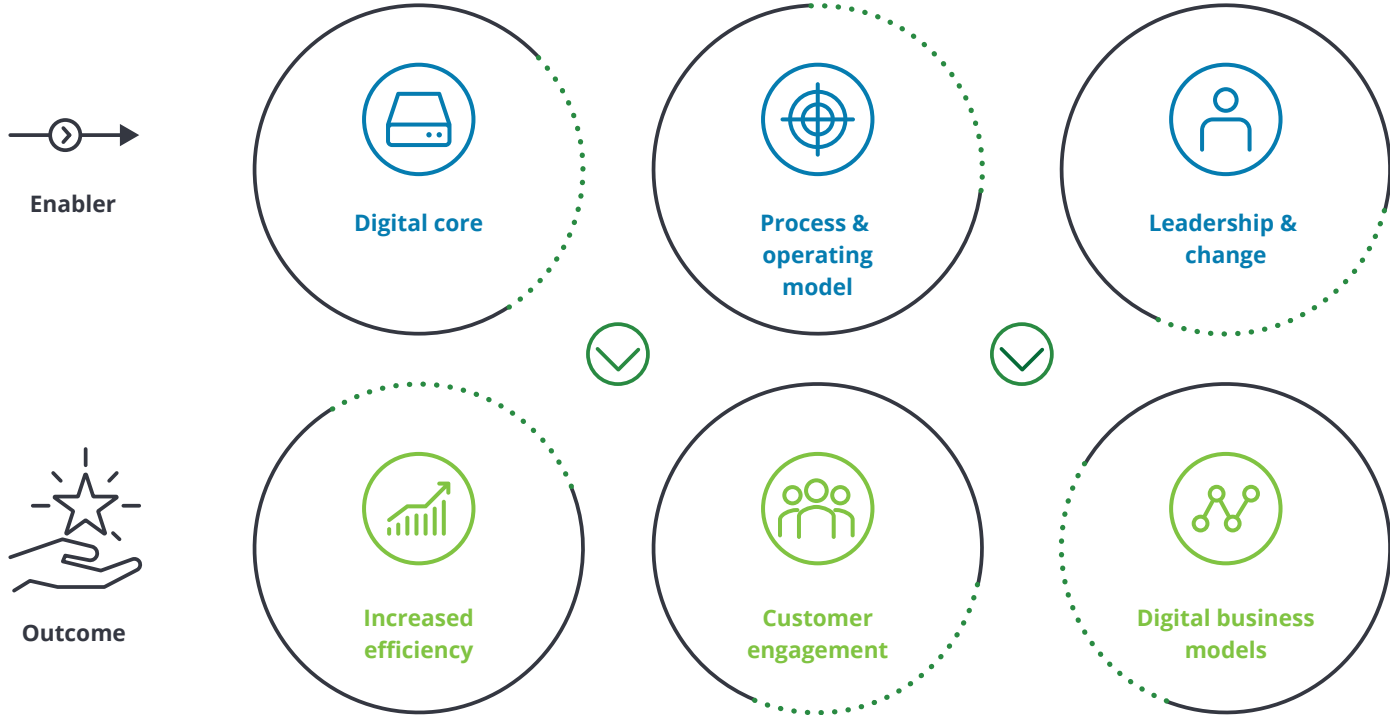 Enabler
Digital core
Process &
operating
model
Leadership &
change
Outcome
Increased
efficiency
Customer
engagement
Digital business
models